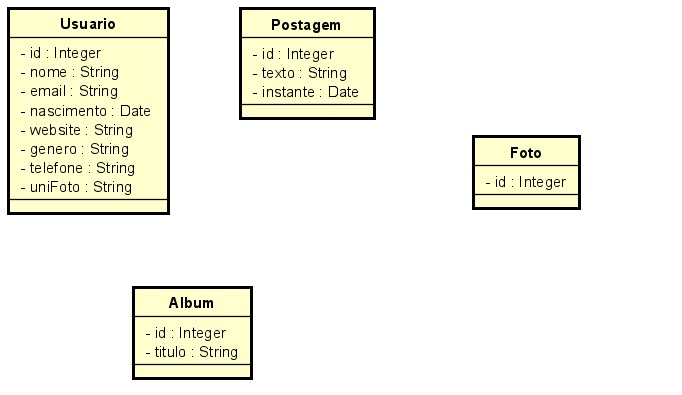 Usuario
- id : Integer
- nome : String
- email : String
- nascimento : Date
- website : String
- genero : String
- telefone : String
- uniFoto : String
Postagem
- id : Integer
- texto : String
- instante : Date
Foto
- id : Integer
Album
- id : Integer
- titulo : String